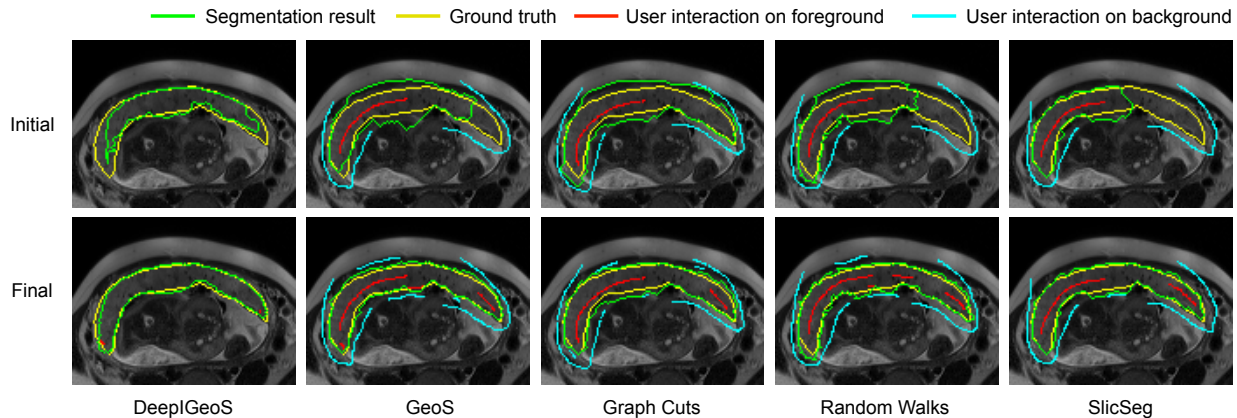 Segmentation result Ground truth User interaction on foreground User interaction on background
Initial
Final
DeepIGeoS GeoS Graph Cuts Random Walks SlicSeg